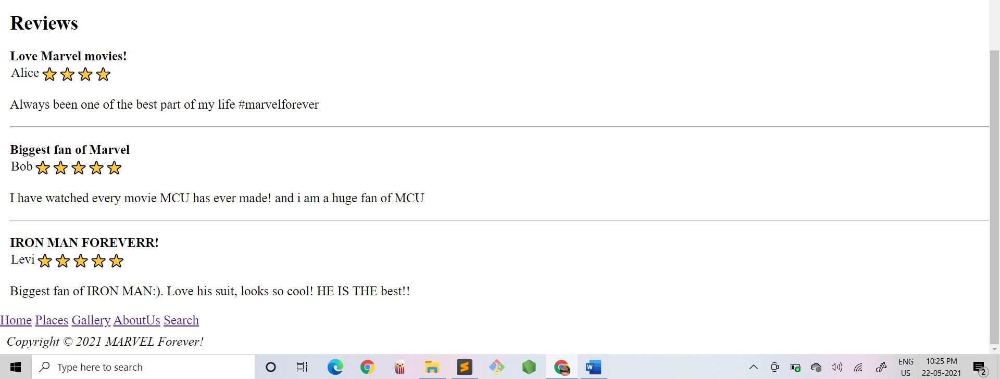 Reviews
Love Marvel movies!
Alice
Always been one of the best part of my life #marvelforever
Biggest fan of Marvel
Bob
I have watched every movie MCU has ever made! and i am a huge fan of MCU
IRON MAN FOREVERR!
Levi
Biggest fan of IRON MAN:). Love his suit, looks so cool! HE IS THE best!!
Home Places Gallery AboutUs Search
Copyright © 2021 MARVEL Forever!
Type here to search
W
ENG
US
10:25 PM
22-05-2021
2